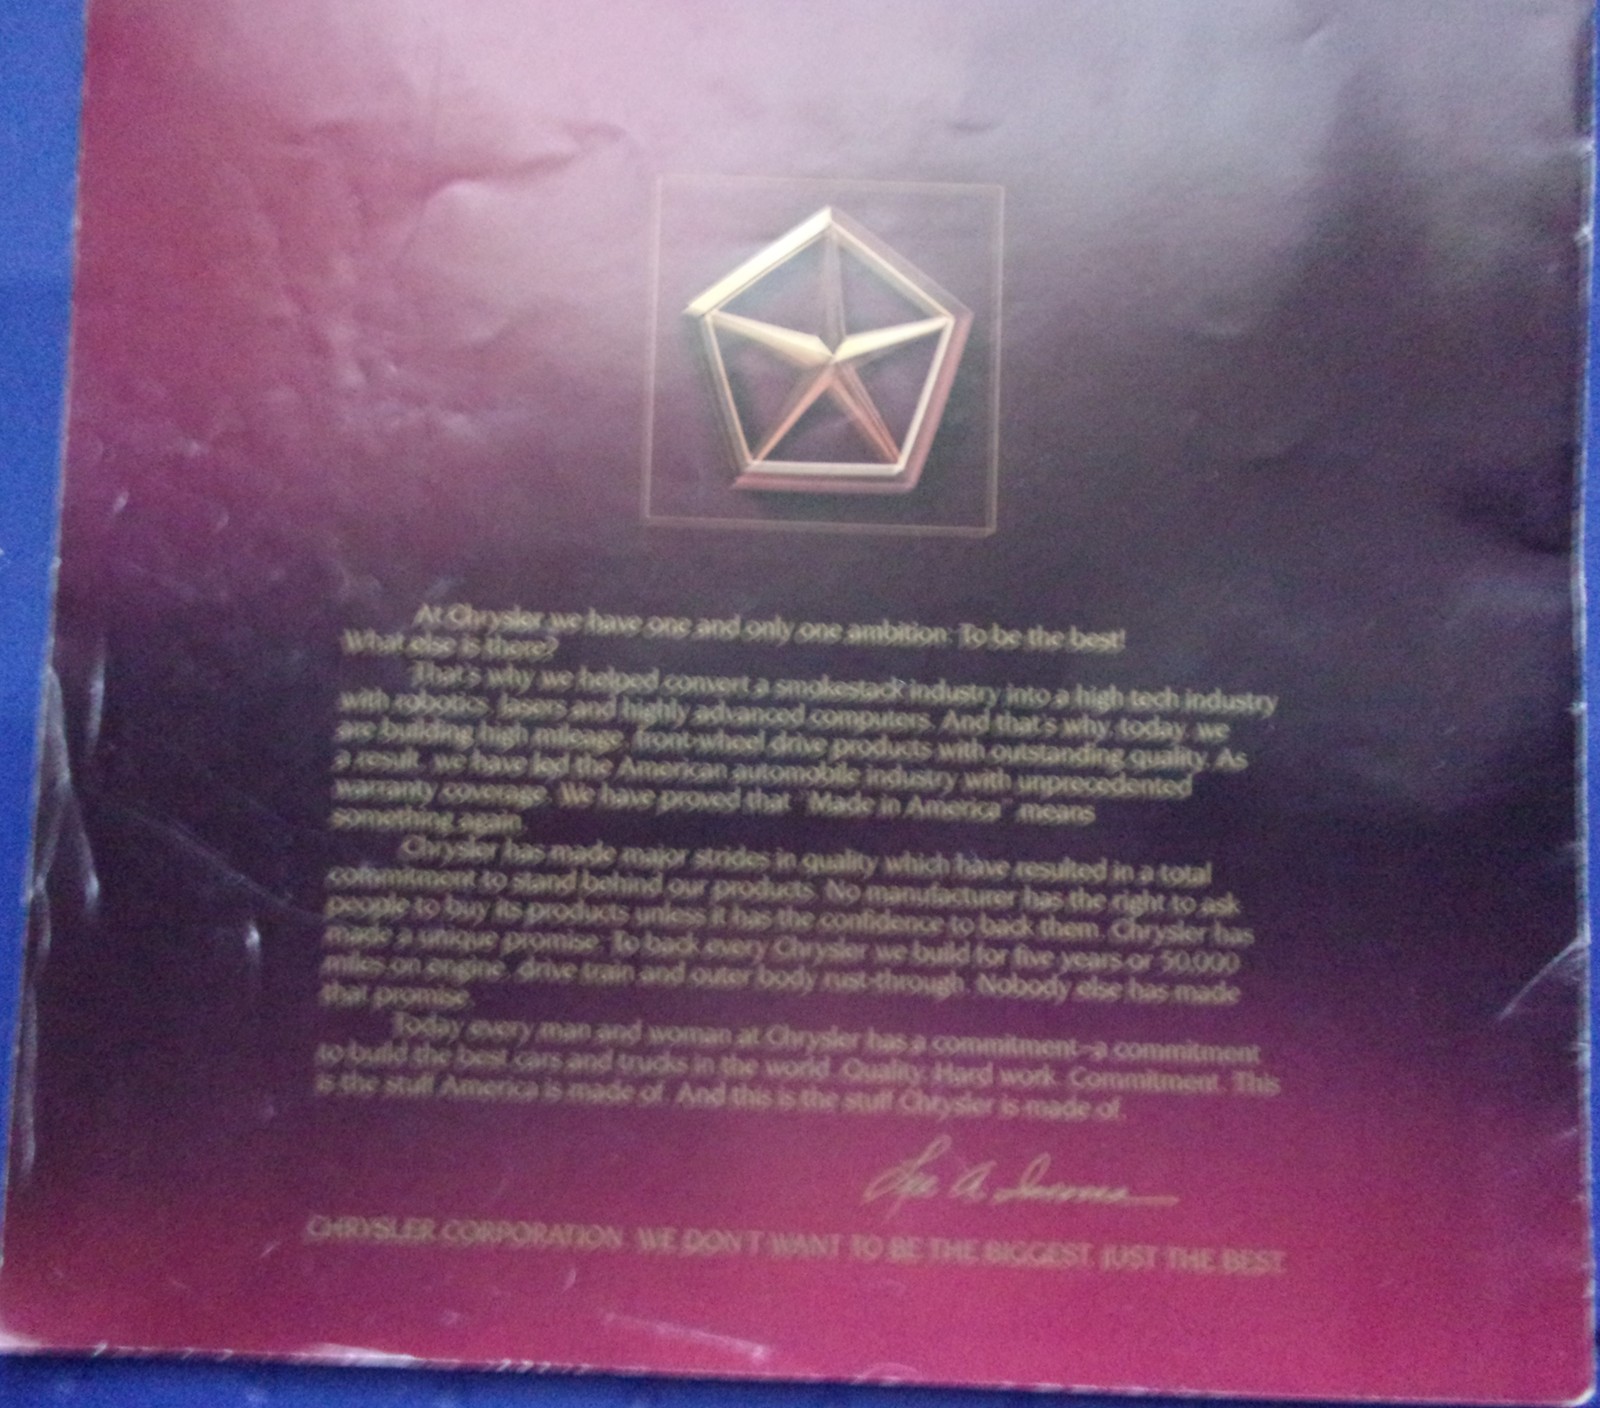 At Chrysler we have one and only one ambition: To be the best!
What else is there?
That's why we helped convert a smokestack industry into a high tech industry
with robotics, lasers and highly advanced computers. And that's why, today, we
are building high mileage, front-wheel drive products with outstanding quality. As
a result, we have led the American automobile industry with unprecedented
warranty coverage. We have proved that "Made in America" means
something again.
Chrysler has made major strides in quality which have resulted in a total
commitment to stand behind our products. No manufacturer has the right to ask
people to buy its products unless it has the confidence to back them. Chrysler has
made a unique promise: To back every Chrysler we build for five years or 50,000
miles on engine, drive train and outer body rust-through. Nobody else has made
that promise.
Today every man and woman at Chrysler has a commitment—a commitment
to build the best cars and trucks in the world. Quality. Hard work. Commitment. This
is the stuff America is made of. And this is the stuff Chrysler is made of.
Lee A. Iacocca
CHRYSLER CORPORATION. WE DON'T WANT TO BE THE BIGGEST. JUST THE BEST.